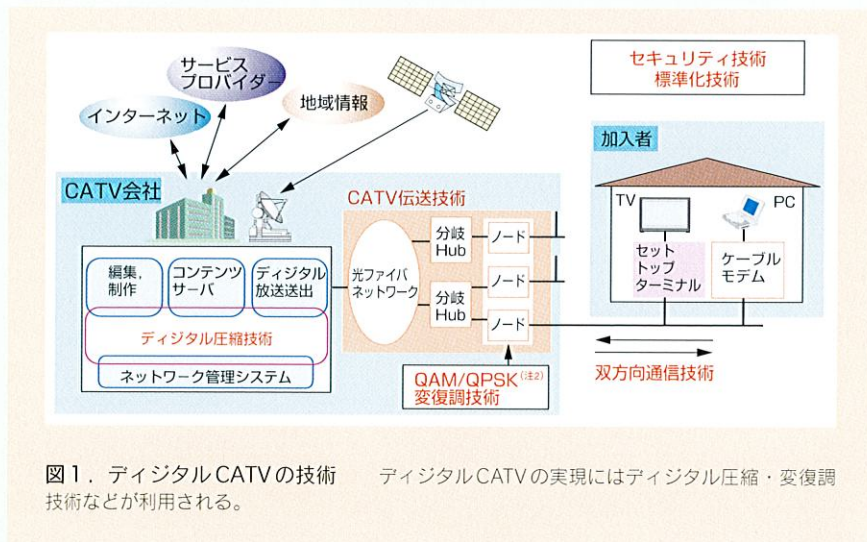 サービス
プロバイダー
インターネット
地域情報
セキュリティ技術
標準化技術
CATV会社
CATV伝送技術
加入者
TV
PC
編集,
制作
コンテンツ
サーバ
ディジタル
放送送出
ディジタル圧縮技術
ネットワーク管理システム
光ファイバ
ネットワーク
分岐
Hub
ノード
分岐
Hub
ノード
ノード
セット
トップ
ターミナル
ケーブル
モデム
QAM/QPSK(注2)
変復調技術
双方向通信技術
図1.ディジタルCATVの技術 ディジタルCATVの実現にはディジタル圧縮・変復調
技術などが利用される。